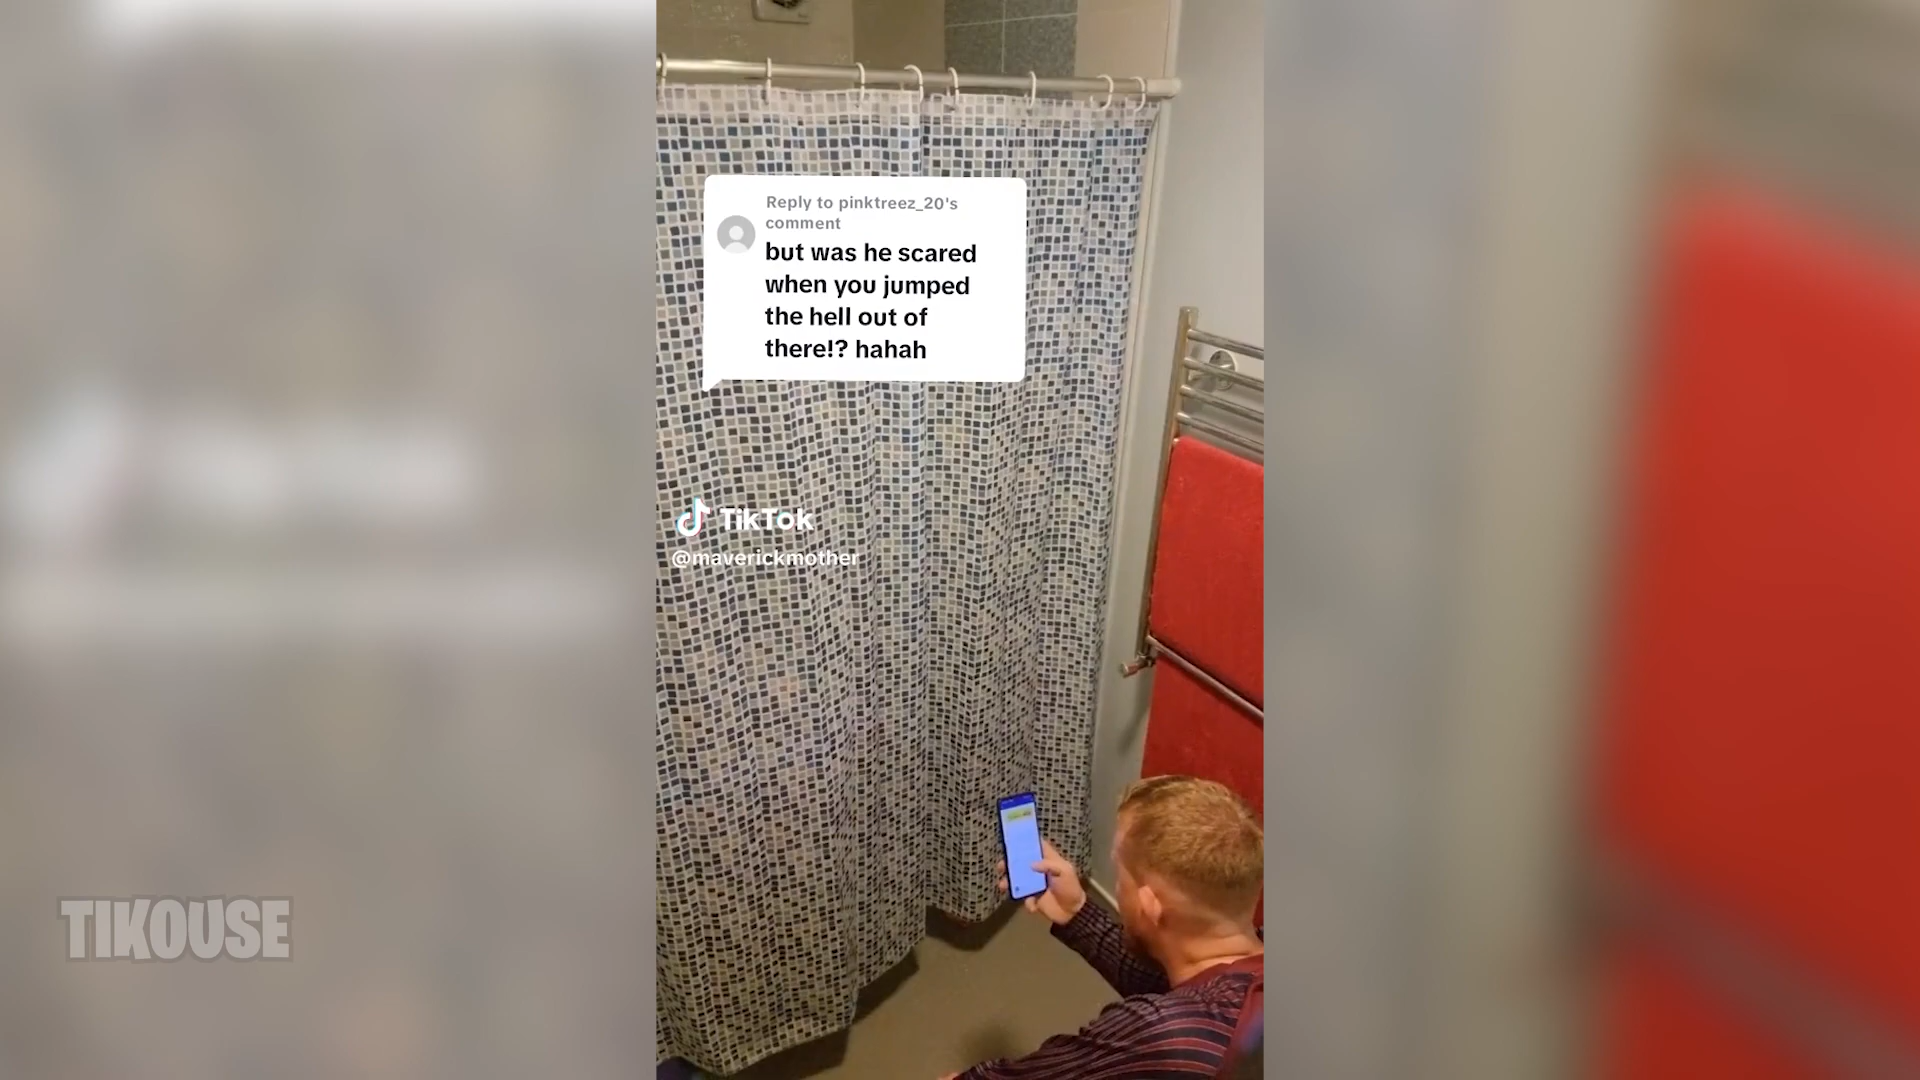 Reply to pinktreez_20's
comment
but was he scared
when you jumped
the hell out of
there!? hahah
TikTok
@maverickmother
TIKOUSE